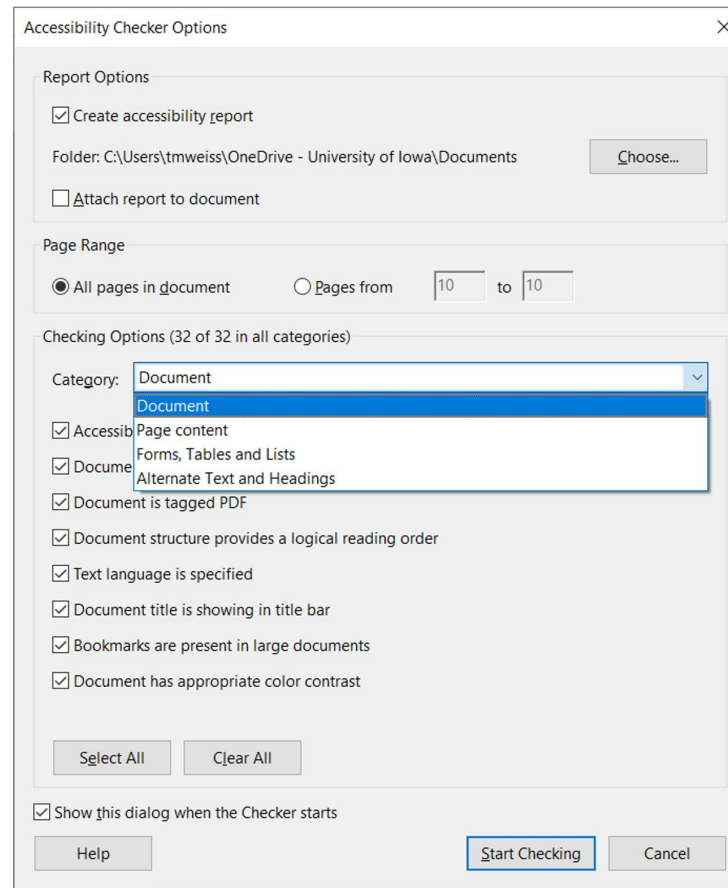 Accessibility Checker Options
Report Options
Create accessibility report
Folder: C:\Users\tmweiss\OneDrive - University of Iowa\Documents
Choose...
Attach report to document
Page Range
All pages in document
Pages from
10
to
10
Checking Options (32 of 32 in all categories)
Category:
Document
Document
Page content
Forms, Tables and Lists
Alternate Text and Headings
Document is tagged PDF
Document structure provides a logical reading order
Text language is specified
Document title is showing in title bar
Bookmarks are present in large documents
Document has appropriate color contrast
Select All
Clear All
Show this dialog when the Checker starts
Help
Start Checking
Cancel